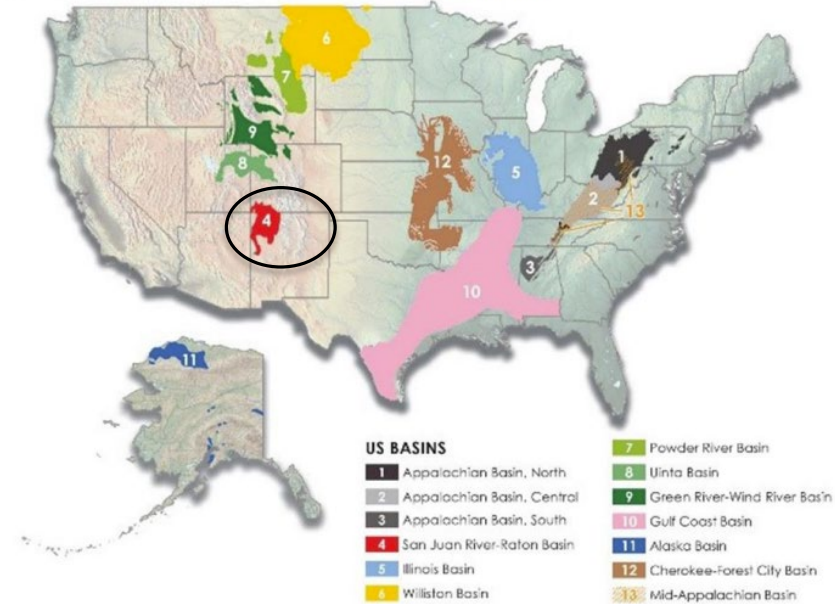 6
7
9
8
12
5
1
2
13
4
3
10
11
US BASINS
1 Appalachian Basin, North
2 Appalachian Basin, Central
3 Appalachian Basin, South
4 San Juan River-Raton Basin
5 Illinois Basin
6 Williston Basin
7 Powder River Basin
8 Uinta Basin
9 Green River-Wind River Basin
10 Gulf Coast Basin
11 Alaska Basin
12 Cherokee-Forest City Basin
13 Mid-Appalachian Basin